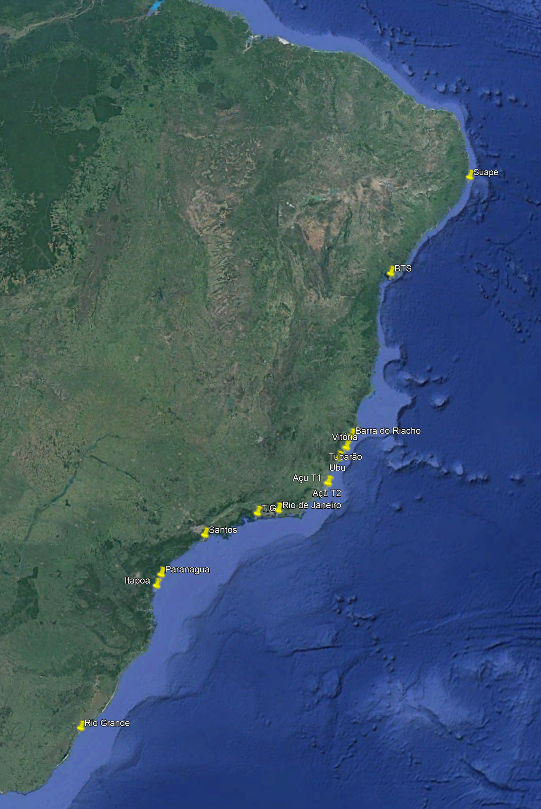 Suape
BTS
Barra do Riacho
Vitória
Tubarão
Ubu
Açu T1
Açu T2
Rio de Janeiro
Santos
Paranaguá
Itapoa
Rio Grande